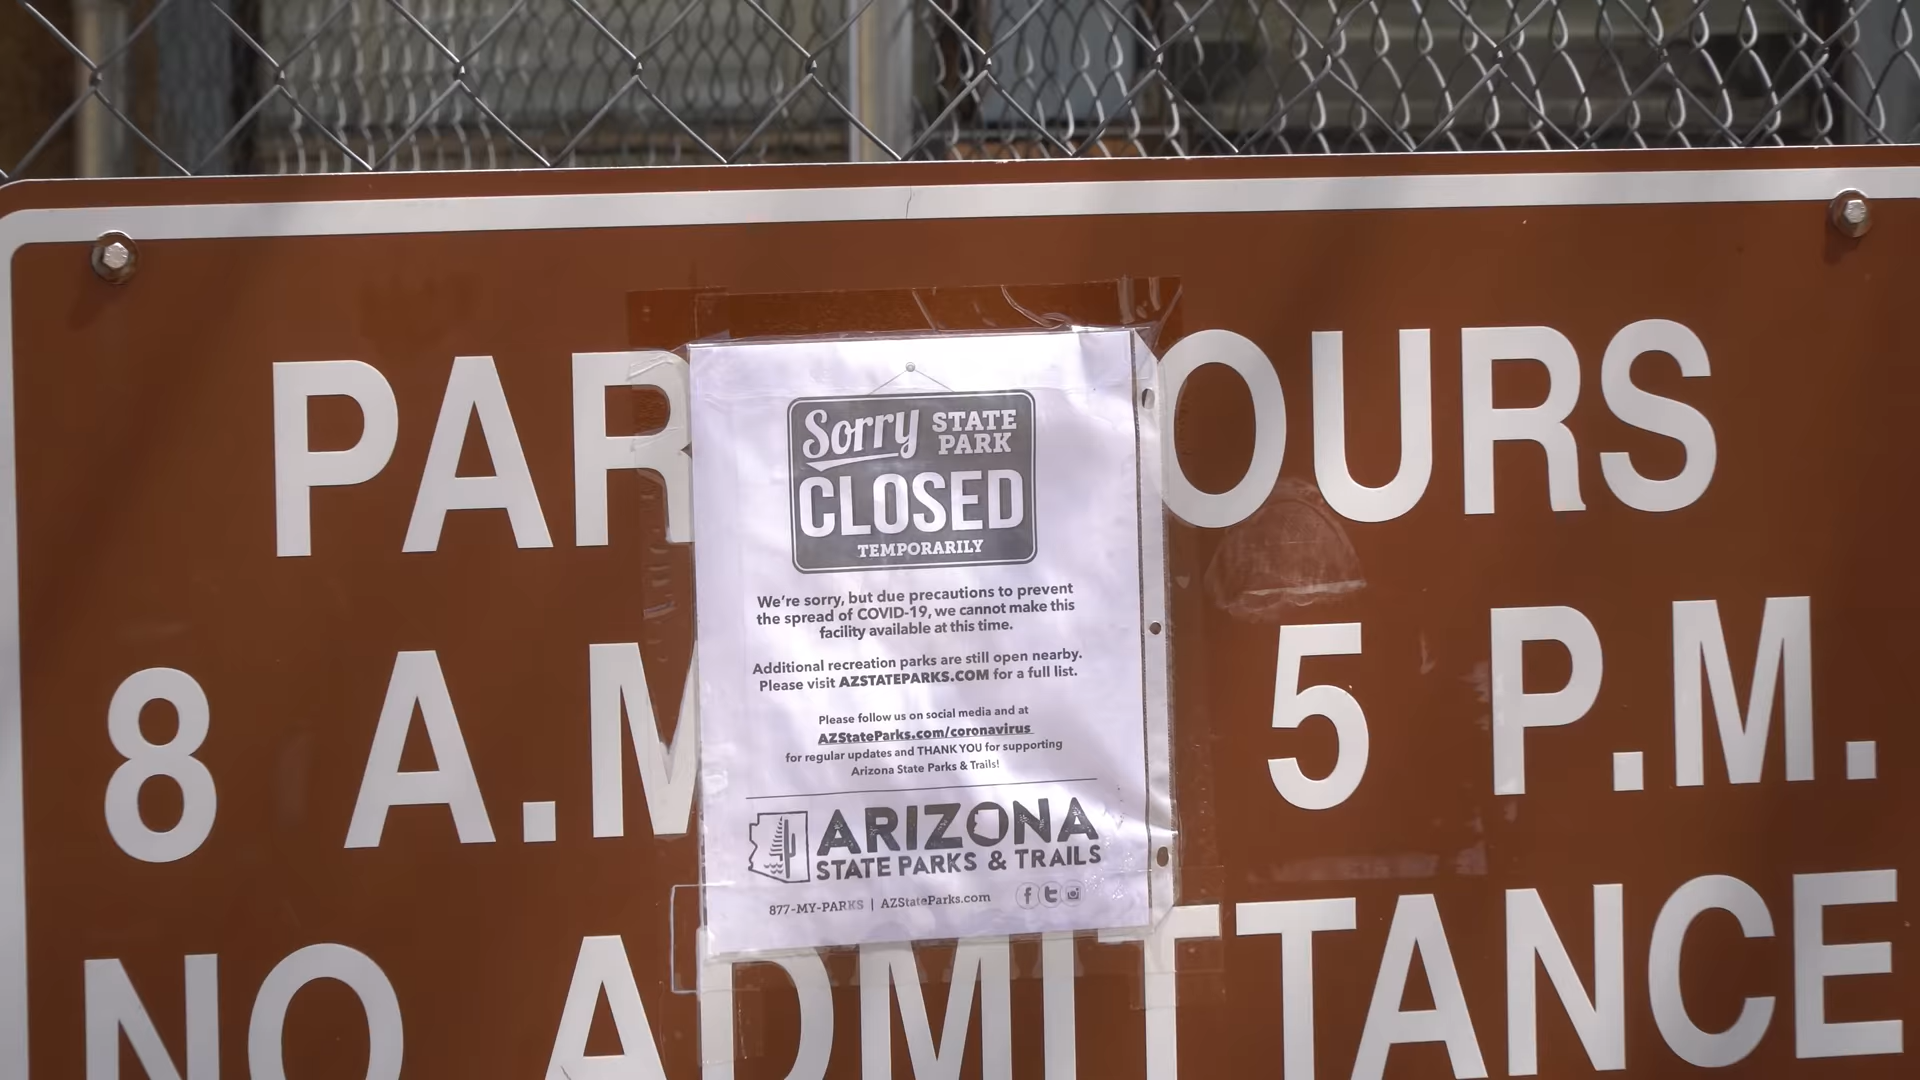 PAR OURS
8 A.M 5 P.M.
NO ADMITTANCE
Sorry STATE
PARK
CLOSED
TEMPORARILY
We're sorry, but due precautions to prevent
the spread of COVID-19, we cannot make this
facility available at this time.
Additional recreation parks are still open nearby.
Please visit AZSTATEPARKS.COM for a full list.
Please follow us on social media and at
AZStateParks.com/coronavirus
for regular updates and THANK YOU for supporting
Arizona State Parks & Trails!
ARIZONA
STATE PARKS & TRAILS
877-MY-PARKS | AZStateParks.com